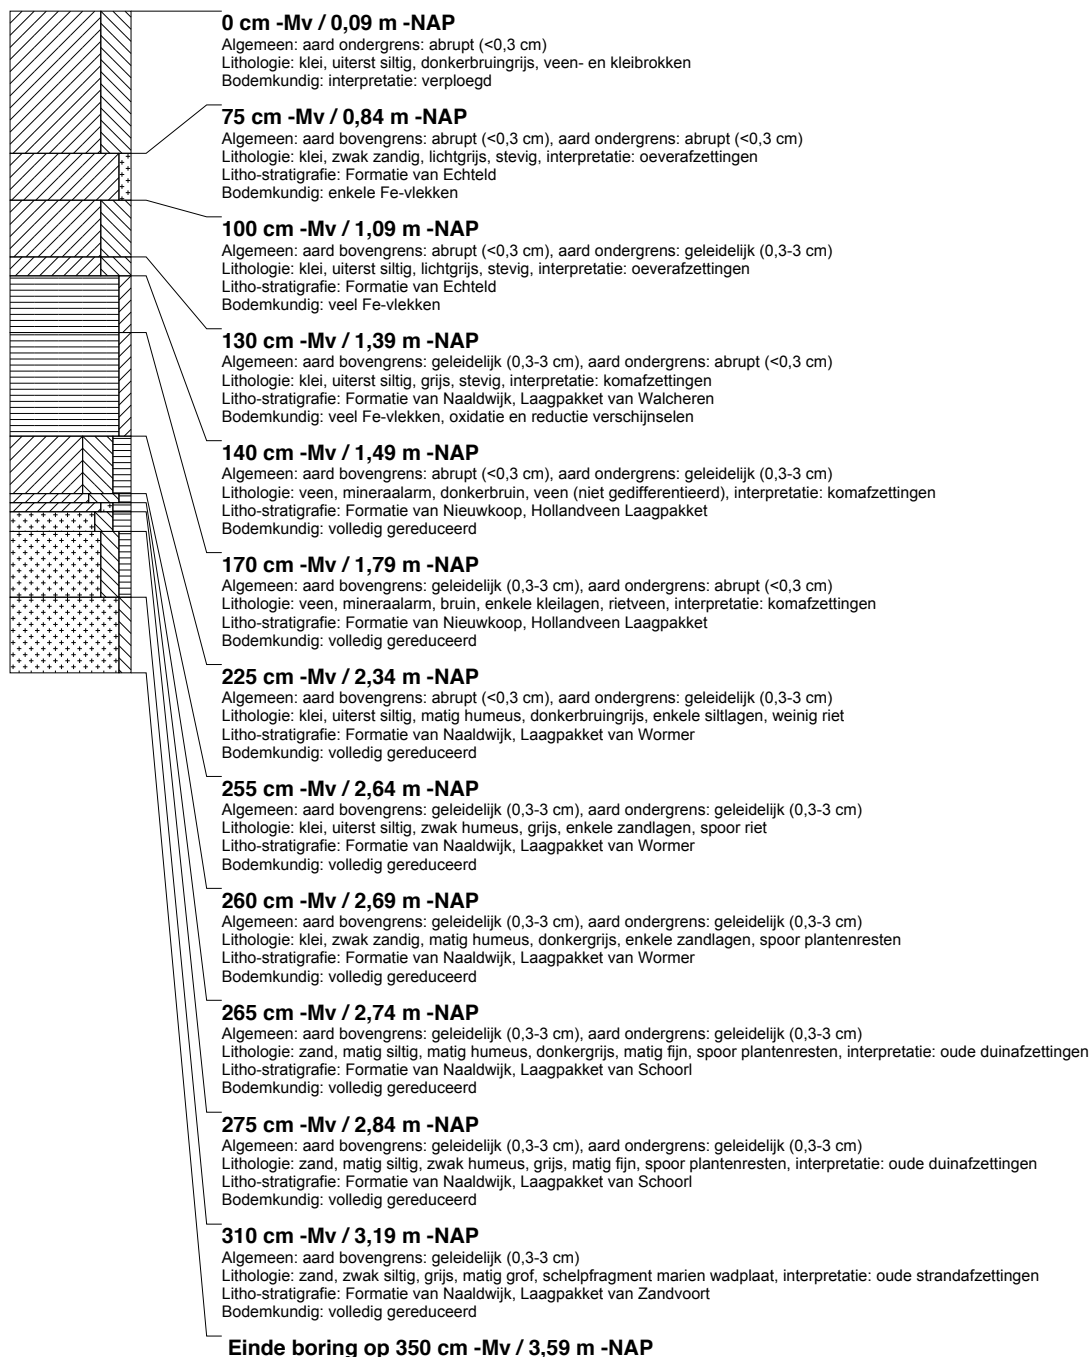 0 cm -Mv / 0,09 m -NAP
Algemeen: aard ondergrens: abrupt (<0,3 cm)
Lithologie: klei, uiterst siltig, donkerbruingrijs, veen- en kleibrokken
Bodemkundig: interpretatie: verploegd
75 cm -Mv / 0,84 m -NAP
Algemeen: aard bovengrens: abrupt (<0,3 cm), aard ondergrens: abrupt (<0,3 cm)
Lithologie: klei, zwak zandig, lichtgrijs, stevig, interpretatie: oeverafzettingen
Litho-stratigrafie: Formatie van Echteld
Bodemkundig: enkele Fe-vlekken
100 cm -Mv / 1,09 m -NAP
Algemeen: aard bovengrens: abrupt (<0,3 cm), aard ondergrens: geleidelijk (0,3-3 cm)
Lithologie: klei, uiterst siltig, lichtgrijs, stevig, interpretatie: oeverafzettingen
Litho-stratigrafie: Formatie van Echteld
Bodemkundig: veel Fe-vlekken
130 cm -Mv / 1,39 m -NAP
Algemeen: aard bovengrens: geleidelijk (0,3-3 cm), aard ondergrens: abrupt (<0,3 cm)
Lithologie: klei, uiterst siltig, grijs, stevig, interpretatie: komafzettingen
Litho-stratigrafie: Formatie van Naaldwijk, Laagpakket van Walcheren
Bodemkundig: veel Fe-vlekken, oxidatie en reductie verschijnselen
140 cm -Mv / 1,49 m -NAP
Algemeen: aard bovengrens: abrupt (<0,3 cm), aard ondergrens: geleidelijk (0,3-3 cm)
Lithologie: veen, mineraalarm, donkerbruin, veen (niet gedifferentieerd), interpretatie: komafzettingen
Litho-stratigrafie: Formatie van Nieuwkoop, Hollandveen Laagpakket
Bodemkundig: volledig gereduceerd
170 cm -Mv / 1,79 m -NAP
Algemeen: aard bovengrens: geleidelijk (0,3-3 cm), aard ondergrens: abrupt (<0,3 cm)
Lithologie: veen, mineraalarm, bruin, enkele kleilagen, rietveen, interpretatie: komafzettingen
Litho-stratigrafie: Formatie van Nieuwkoop, Hollandveen Laagpakket
Bodemkundig: volledig gereduceerd
225 cm -Mv / 2,34 m -NAP
Algemeen: aard bovengrens: abrupt (<0,3 cm), aard ondergrens: geleidelijk (0,3-3 cm)
Lithologie: klei, uiterst siltig, matig humeus, donkerbruingrijs, enkele siltlagen, weinig riet
Litho-stratigrafie: Formatie van Naaldwijk, Laagpakket van Wormer
Bodemkundig: volledig gereduceerd
255 cm -Mv / 2,64 m -NAP
Algemeen: aard bovengrens: geleidelijk (0,3-3 cm), aard ondergrens: geleidelijk (0,3-3 cm)
Lithologie: klei, uiterst siltig, zwak humeus, grijs, enkele zandlagen, spoor riet
Litho-stratigrafie: Formatie van Naaldwijk, Laagpakket van Wormer
Bodemkundig: volledig gereduceerd
260 cm -Mv / 2,69 m -NAP
Algemeen: aard bovengrens: geleidelijk (0,3-3 cm), aard ondergrens: geleidelijk (0,3-3 cm)
Lithologie: klei, zwak zandig, matig humeus, donkergrijs, enkele zandlagen, spoor plantenresten
Litho-stratigrafie: Formatie van Naaldwijk, Laagpakket van Wormer
Bodemkundig: volledig gereduceerd
265 cm -Mv / 2,74 m -NAP
Algemeen: aard bovengrens: geleidelijk (0,3-3 cm), aard ondergrens: geleidelijk (0,3-3 cm)
Lithologie: zand, matig siltig, matig humeus, donkergrijs, matig fijn, spoor plantenresten, interpretatie: oude duinafzettingen
Litho-stratigrafie: Formatie van Naaldwijk, Laagpakket van Schoorl
Bodemkundig: volledig gereduceerd
275 cm -Mv / 2,84 m -NAP
Algemeen: aard bovengrens: geleidelijk (0,3-3 cm), aard ondergrens: geleidelijk (0,3-3 cm)
Lithologie: zand, matig siltig, zwak humeus, grijs, matig fijn, spoor plantenresten, interpretatie: oude duinafzettingen
Litho-stratigrafie: Formatie van Naaldwijk, Laagpakket van Schoorl
Bodemkundig: volledig gereduceerd
310 cm -Mv / 3,19 m -NAP
Algemeen: aard bovengrens: geleidelijk (0,3-3 cm)
Lithologie: zand, zwak siltig, grijs, matig grof, schelpfragment marien wadplaat, interpretatie: oude strandafzettingen
Litho-stratigrafie: Formatie van Naaldwijk, Laagpakket van Zandvoort
Bodemkundig: volledig gereduceerd
Einde boring op 350 cm -Mv / 3,59 m -NAP